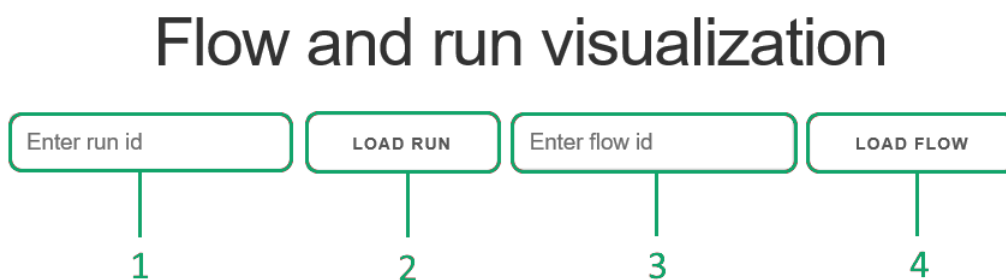 Flow and run visualization
Enter run id LOAD RUN Enter flow id LOAD FLOW
1 2 3 4